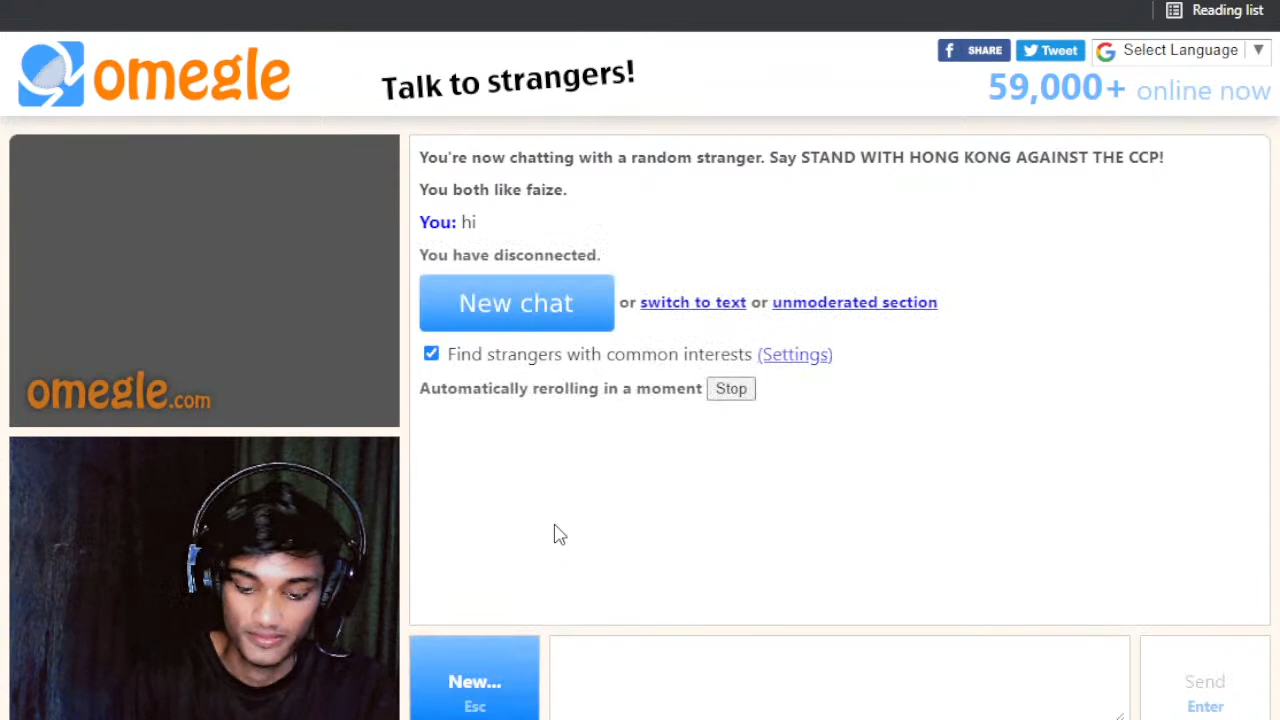 Reading list
omegle
Talk to strangers!
SHARE
Tweet
Select Language
59,000+ online now
You're now chatting with a random stranger. Say STAND WITH HONG KONG AGAINST THE CCP!
You both like faize.
You: hi
You have disconnected.
New chat or switch to text or unmoderated section
Find strangers with common interests (Settings)
Automatically rerolling in a moment Stop
omegle.com
New...
Esc
Send
Enter